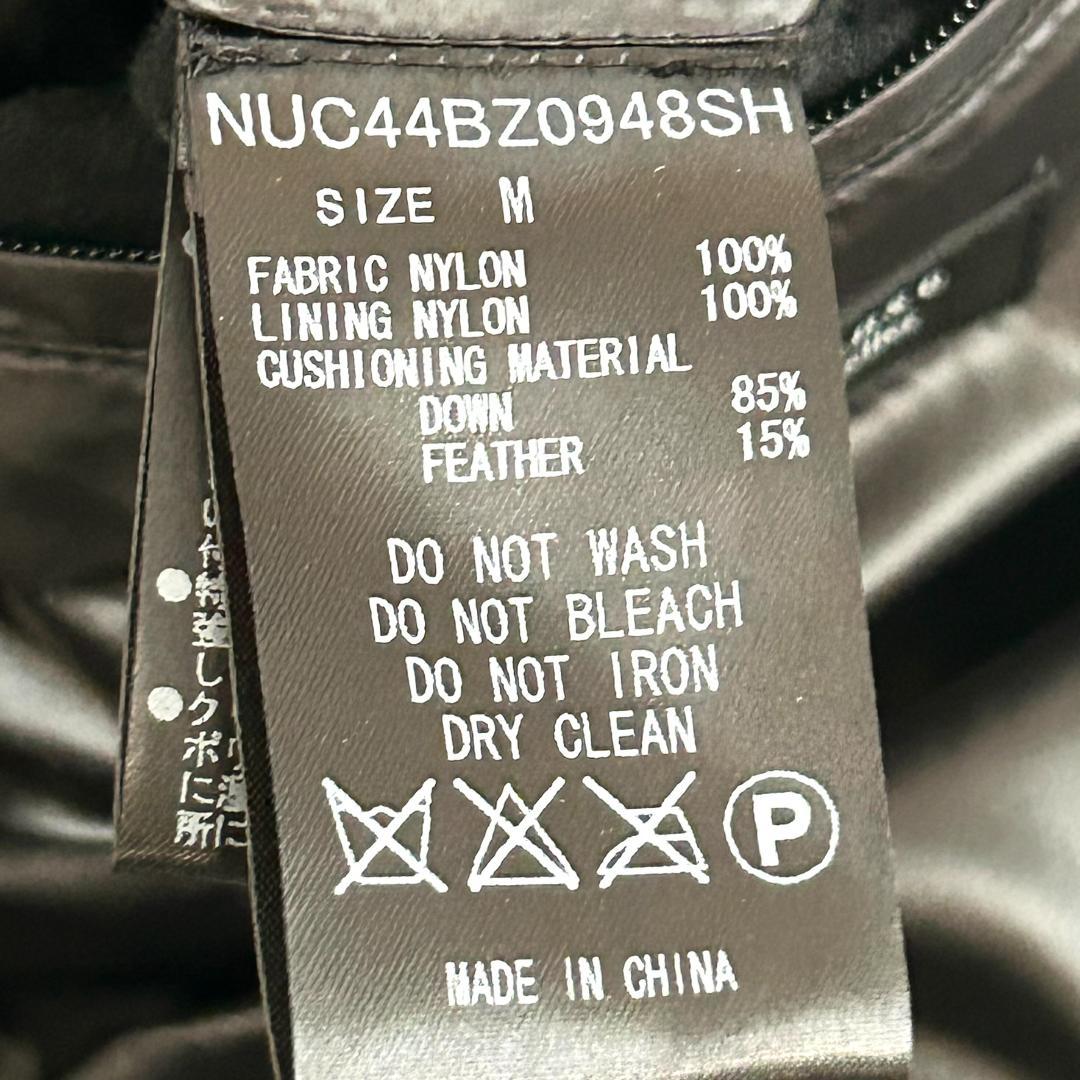 NUC44BZ0948SH
SIZE M
FABRIC NYLON 100%
LINING NYLON 100%
CUSHIONING MATERIAL
DOWN 85%
FEATHER 15%
DO NOT WASH
DO NOT BLEACH
DO NOT IRON
DRY CLEAN
P
MADE IN CHINA